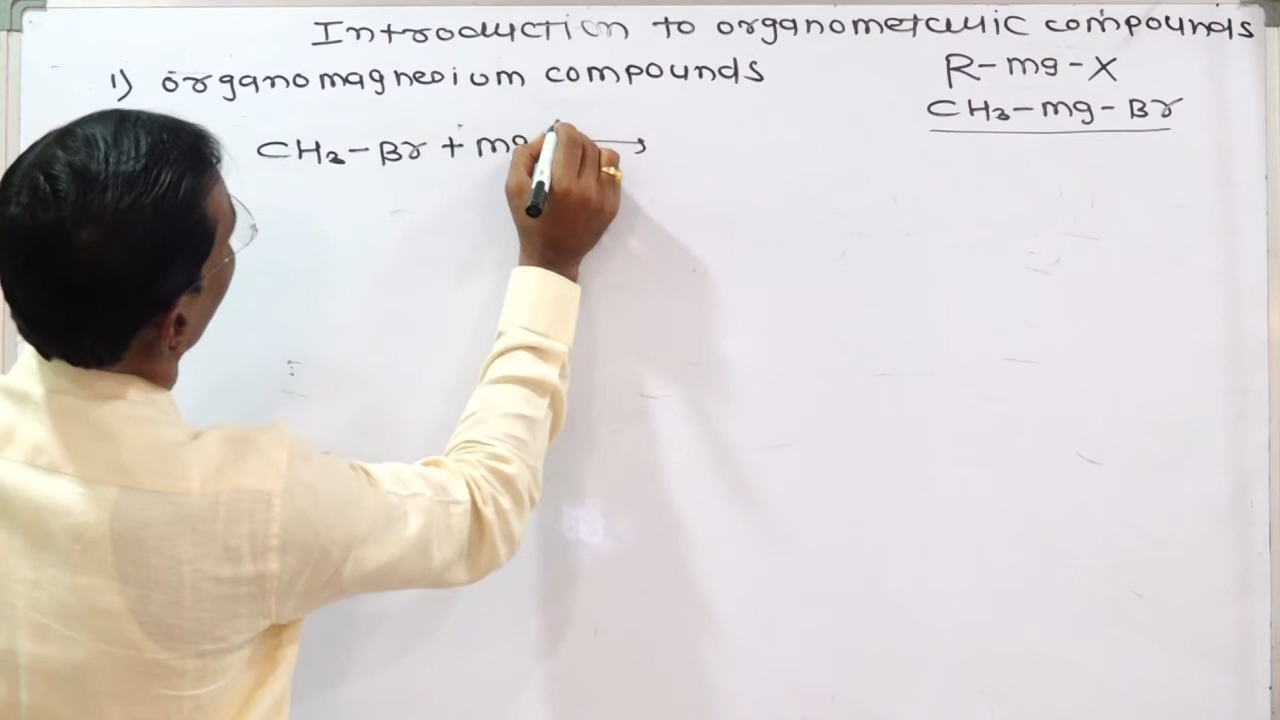 Introduction to organometallic compounds
1) organomagnesium compounds
R-mg-X
CH3-mg-Br
CH3-Br + mg →